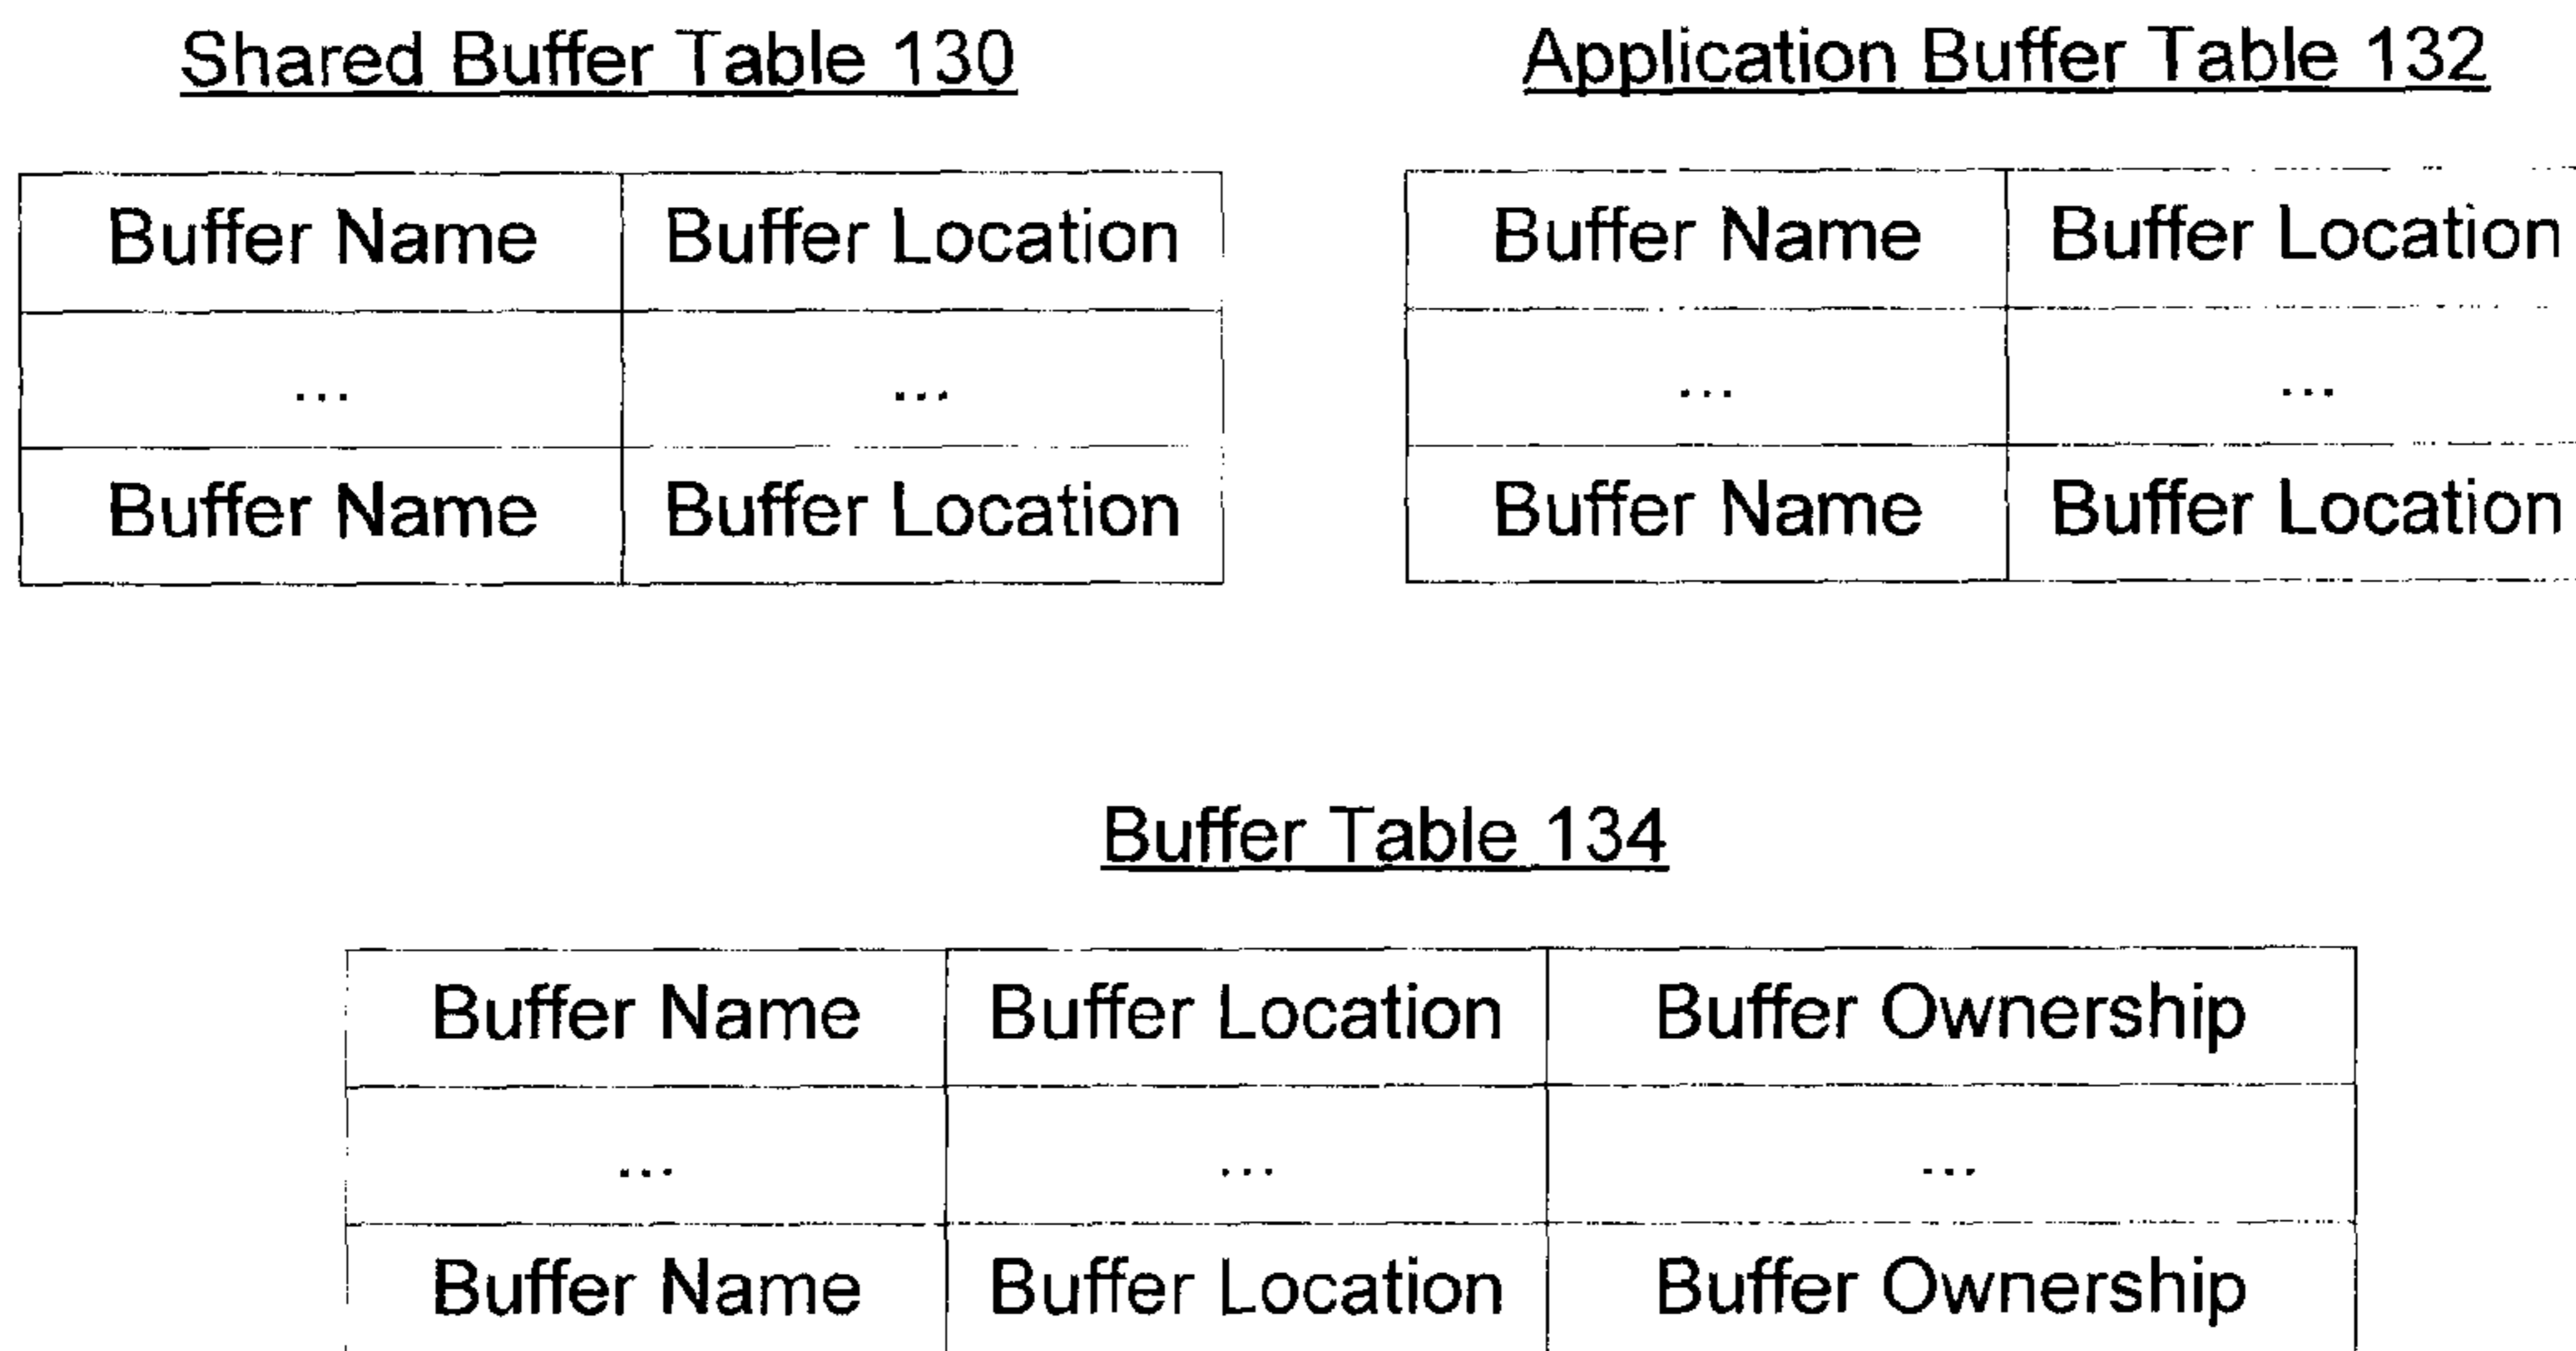 Shared Buffer Table 130
Buffer Name Buffer Location
... ...
Buffer Name Buffer Location
Application Buffer Table 132
Buffer Name Buffer Location
... ...
Buffer Name Buffer Location
Buffer Table 134
Buffer Name Buffer Location Buffer Ownership
... ... ...
Buffer Name Buffer Location Buffer Ownership